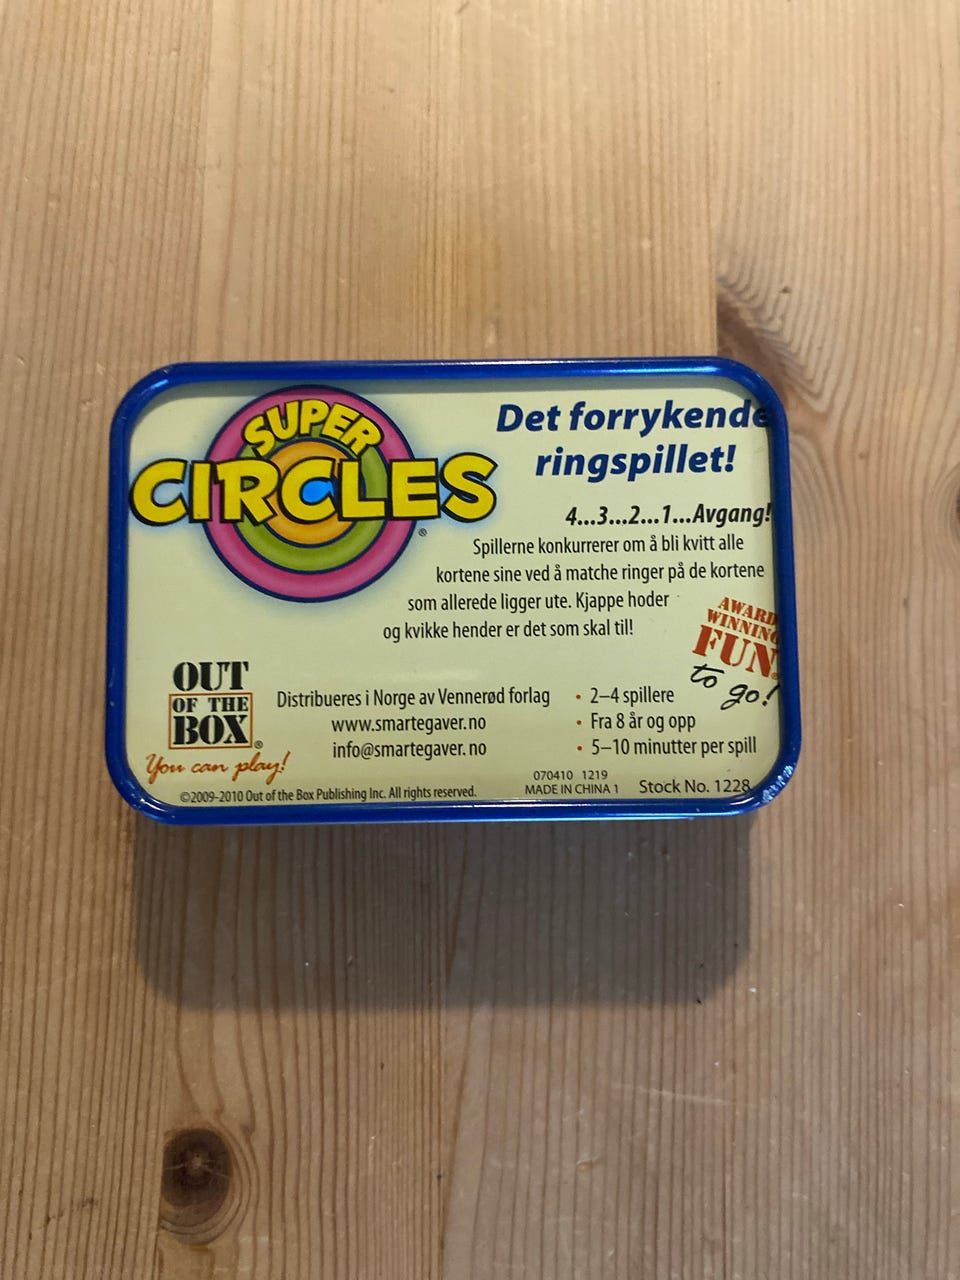 SUPER
CIRCLES®
Det forrykende
ringspillet!
4...3...2...1...Avgang!
Spillerne konkurrerer om å bli kvitt alle
kortene sine ved å matche ringer på de kortene
som allerede ligger ute. Kjappe hoder
og kvikke hender er det som skal til!
AWARD
WINNING
FUN
to go!
OUT
OF THE
BOX®
You can play!
Distribueres i Norge av Vennerød forlag
www.smartegaver.no
info@smartegaver.no
• 2–4 spillere
• Fra 8 år og opp
• 5–10 minutter per spill
©2009-2010 Out of the Box Publishing Inc. All rights reserved.
070410 1219
MADE IN CHINA 1
Stock No. 1228